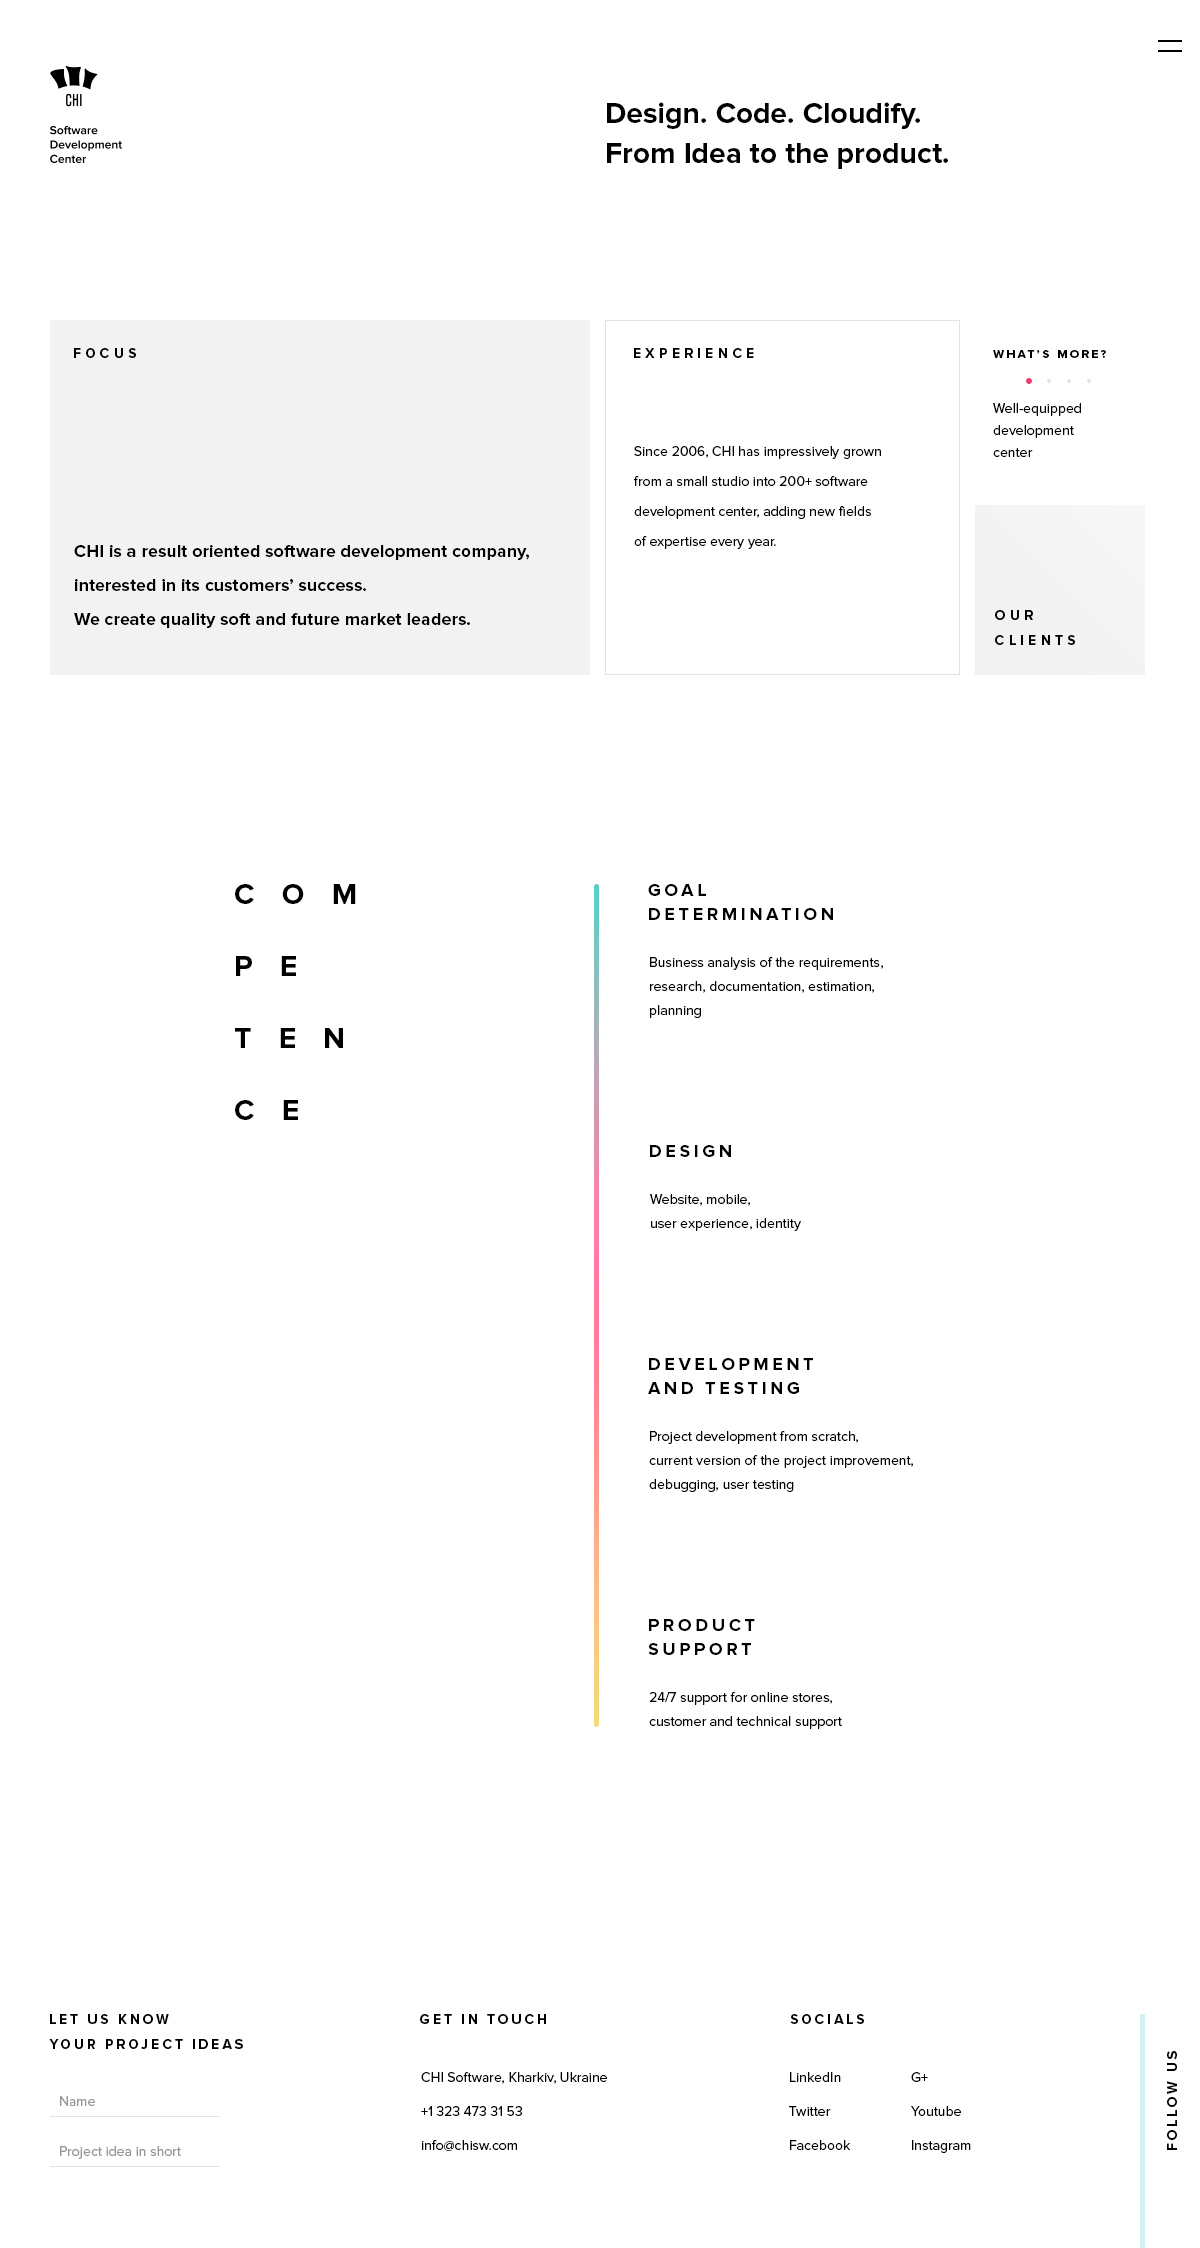 CHI
Software
Development
Center
Design. Code. Cloudify.
From Idea to the product.
FOCUS
CHI is a result oriented software development company,
interested in its customers’ success.
We create quality soft and future market leaders.
EXPERIENCE
Since 2006, CHI has impressively grown
from a small studio into 200+ software
development center, adding new fields
of expertise every year.
WHAT’S MORE?
Well-equipped
development
center
OUR
CLIENTS
C O M
P E
T E N
C E
GOAL
DETERMINATION
Business analysis of the requirements,
research, documentation, estimation,
planning
DESIGN
Website, mobile,
user experience, identity
DEVELOPMENT
AND TESTING
Project development from scratch,
current version of the project improvement,
debugging, user testing
PRODUCT
SUPPORT
24/7 support for online stores,
customer and technical support
LET US KNOW
YOUR PROJECT IDEAS
Name
Project idea in short
GET IN TOUCH
CHI Software, Kharkiv, Ukraine
+1 323 473 31 53
info@chisw.com
SOCIALS
LinkedIn
Twitter
Facebook
G+
Youtube
Instagram
FOLLOW US